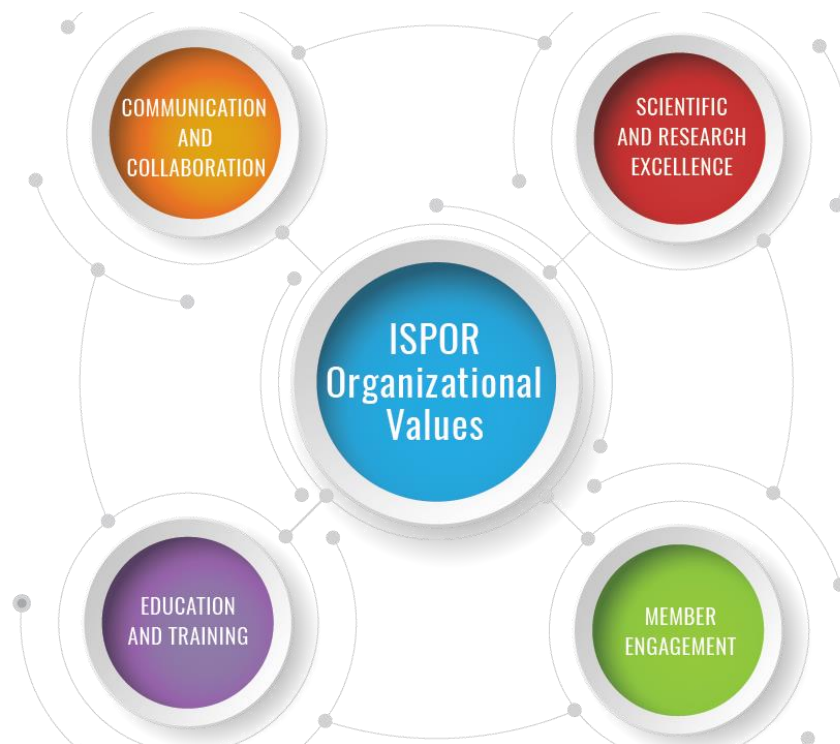 COMMUNICATION
AND
COLLABORATION
SCIENTIFIC
AND RESEARCH
EXCELLENCE
ISPOR
Organizational
Values
EDUCATION
AND TRAINING
MEMBER
ENGAGEMENT